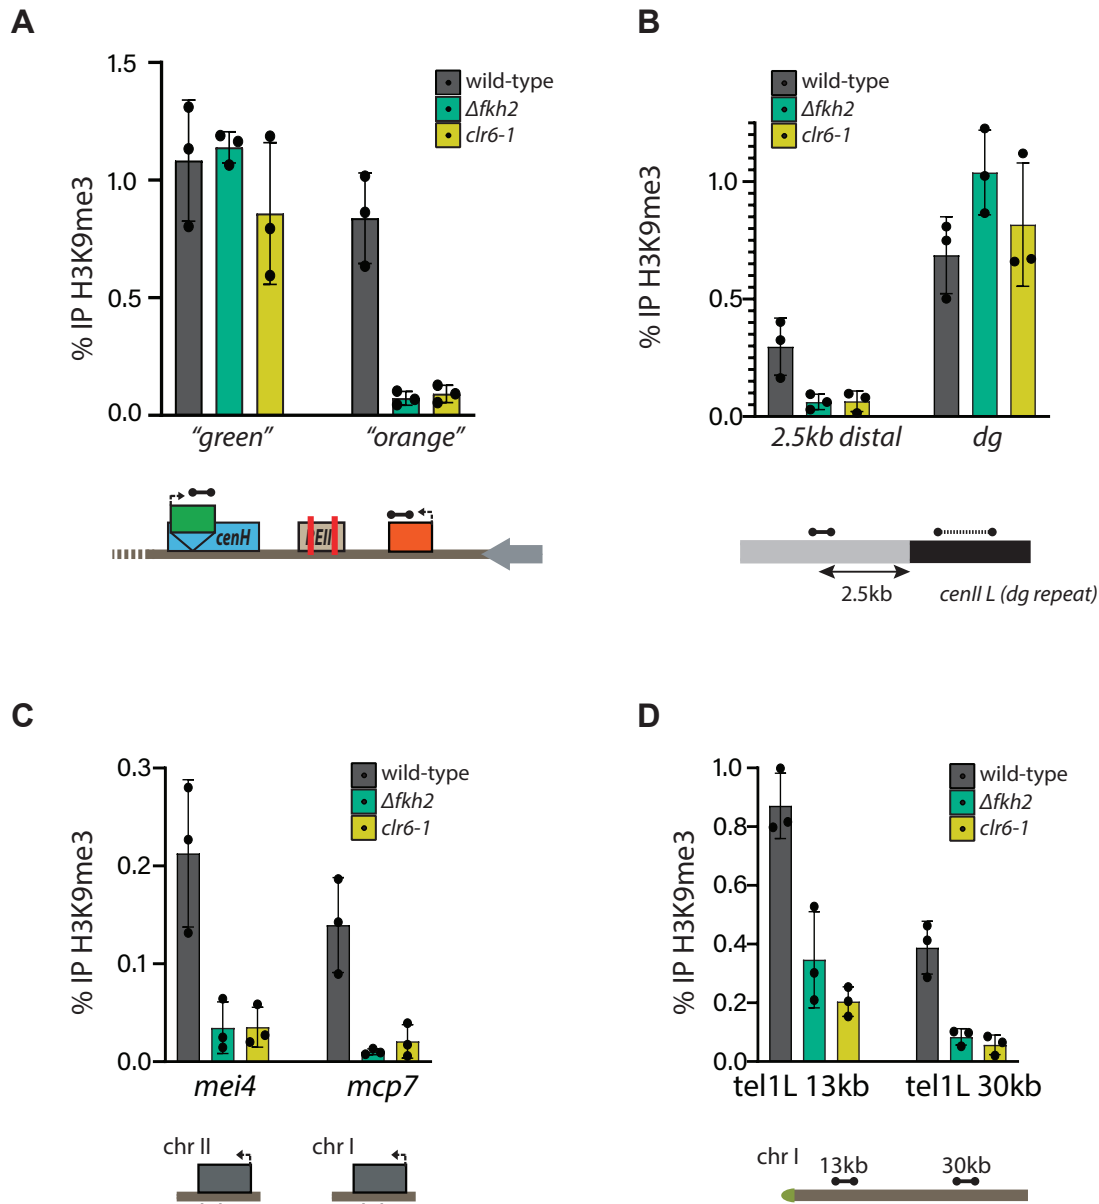 A
% IP H3K9me3
1.5
1.0
0.5
0.0
wild-type
Δfkh2
clr6-1
"green"
"orange"
cenH
REII
B
% IP H3K9me3
1.0
0.5
0.0
wild-type
Δfkh2
clr6-1
2.5kb distal
dg
2.5kb
cenII L (dg repeat)
C
% IP H3K9me3
0.3
0.2
0.1
0.0
wild-type
Δfkh2
clr6-1
mei4
mcp7
chr II
chr I
D
% IP H3K9me3
1.0
0.8
0.6
0.4
0.2
0.0
wild-type
Δfkh2
clr6-1
tel1L 13kb
tel1L 30kb
chr I
13kb
30kb